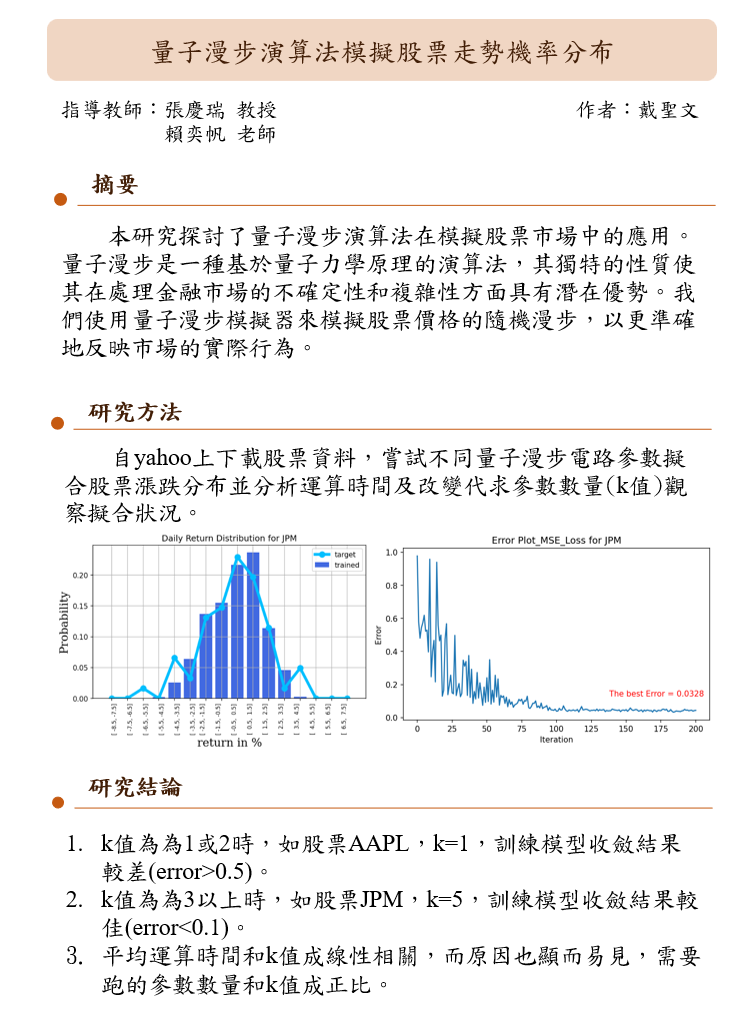 量子漫步演算法模擬股票走勢機率分布
指導教師：張慶瑞 教授
作者：戴聖文
賴奕帆 老師
摘要
本研究探討了量子漫步演算法在模擬股票市場中的應用。
量子漫步是一種基於量子力學原理的演算法，其獨特的性質使
其在處理金融市場的不確定性和複雜性方面具有潛在優勢。我
們使用量子漫步模擬器來模擬股票價格的隨機漫步，以更準確
地反映市場的實際行為。
研究方法
自yahoo上下載股票資料，嘗試不同量子漫步電路參數擬
合股票漲跌分布並分析運算時間及改變代求參數數量(k值)觀
察擬合狀況。
Daily Return Distribution for JPM
target
trained
Probability
0.20
0.15
0.10
0.05
0.00
[-8.5, -7.5]
[-7.5, -6.5]
[-6.5, -5.5]
[-5.5, -4.5]
[-4.5, -3.5]
[-3.5, -2.5]
[-2.5, -1.5]
[-1.5, -0.5]
[-0.5, 0.5]
[ 0.5, 1.5]
[ 1.5, 2.5]
[ 2.5, 3.5]
[ 3.5, 4.5]
[ 4.5, 5.5]
[ 5.5, 6.5]
[ 6.5, 7.5]
return in %
Error Plot_MSE_Loss for JPM
Error
1.0
0.8
0.6
0.4
0.2
0.0
The best Error = 0.0328
0 25 50 75 100 125 150 175 200
Iteration
研究結論
1. k值為為1或2時，如股票AAPL，k=1，訓練模型收斂結果
較差(error>0.5)。
2. k值為為3以上時，如股票JPM，k=5，訓練模型收斂結果較
佳(error<0.1)。
3. 平均運算時間和k值成線性相關，而原因也顯而易見，需要
跑的參數數量和k值成正比。